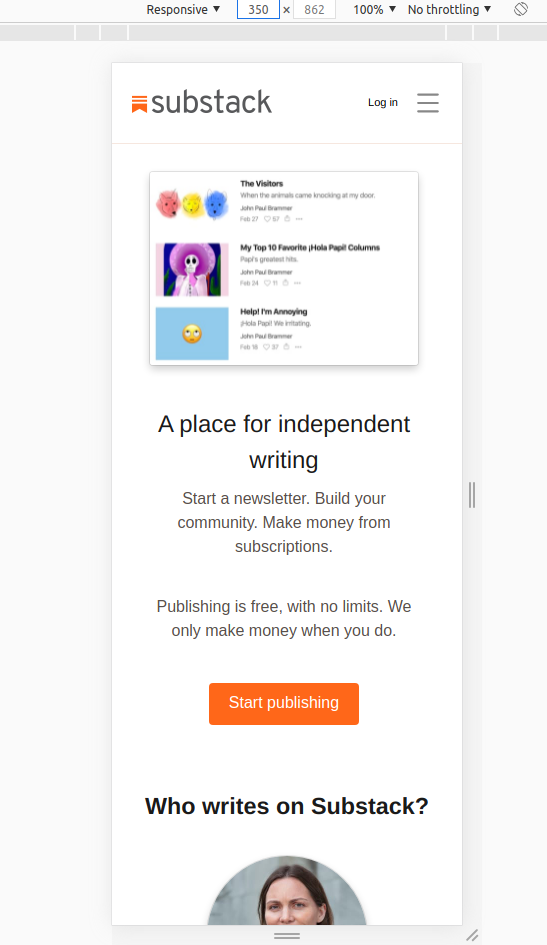 Responsive ▼ 350 × 862 100% ▼ No throttling ▼
substack
Log in
The Visitors
When the animals came knocking at my door.
John Paul Brammer
Feb 27 57
My Top 10 Favorite ¡Hola Papi! Columns
Papi's greatest hits.
John Paul Brammer
Feb 24 11
Help! I'm Annoying
¡Hola Papi! We irritating.
John Paul Brammer
Feb 18 37
A place for independent
writing
Start a newsletter. Build your
community. Make money from
subscriptions.
Publishing is free, with no limits. We
only make money when you do.
Start publishing
Who writes on Substack?